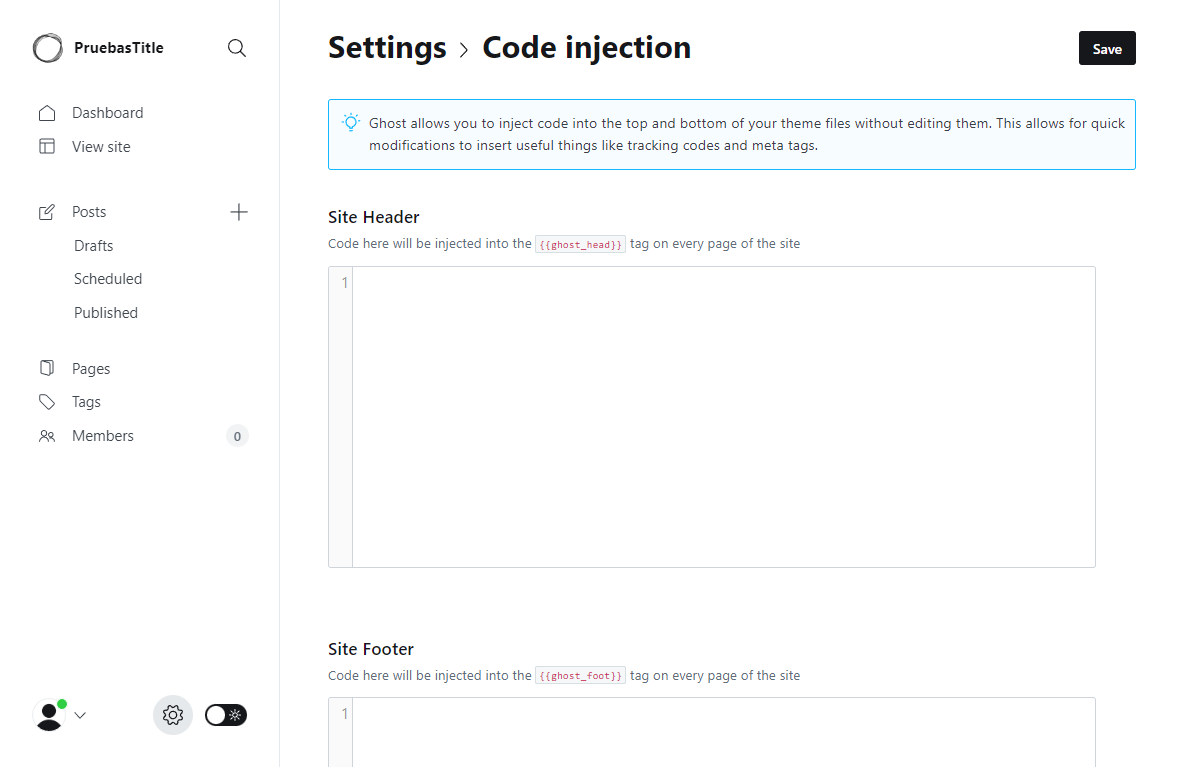 PruebasTitle
Dashboard
View site
Posts
Drafts
Scheduled
Published
Pages
Tags
Members 0
Settings > Code injection
Save
Ghost allows you to inject code into the top and bottom of your theme files without editing them. This allows for quick
modifications to insert useful things like tracking codes and meta tags.
Site Header
Code here will be injected into the {{ghost_head}} tag on every page of the site
1
Site Footer
Code here will be injected into the {{ghost_foot}} tag on every page of the site
1